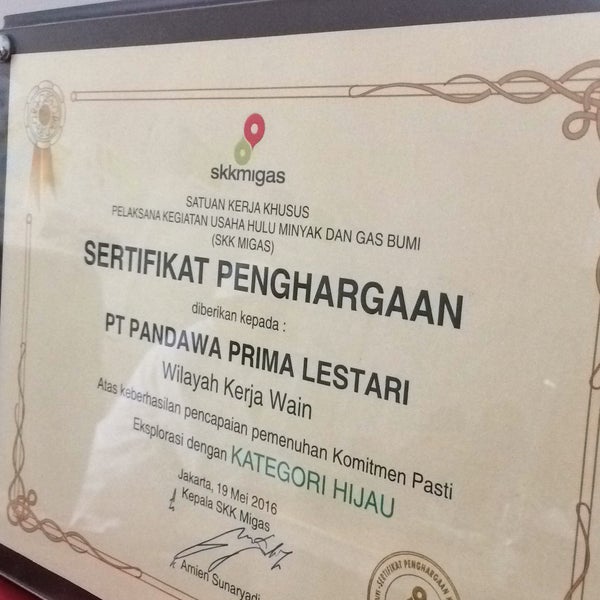 skkmigas
SATUAN KERJA KHUSUS
PELAKSANA KEGIATAN USAHA HULU MINYAK DAN GAS BUMI
(SKK MIGAS)
SERTIFIKAT PENGHARGAAN
diberikan kepada :
PT PANDAWA PRIMA LESTARI
Wilayah Kerja Wain
Atas keberhasilan pencapaian pemenuhan Komitmen Pasti
Eksplorasi dengan KATEGORI HIJAU
Jakarta, 19 Mei 2016
Kepala SKK Migas
Amien Sunaryadi
SERTIFIKAT PENGHARGAAN